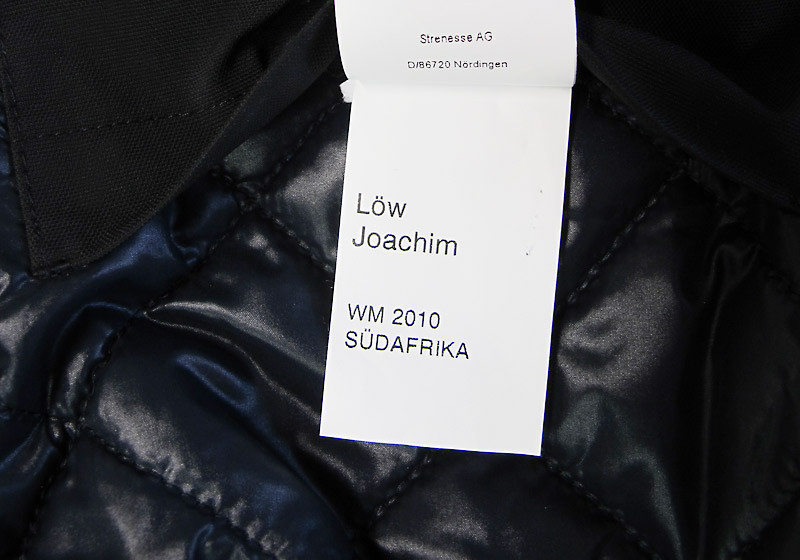 Strenesse AG
D/86720 Nördingen
Löw
Joachim
WM 2010
SÜDAFRIKA